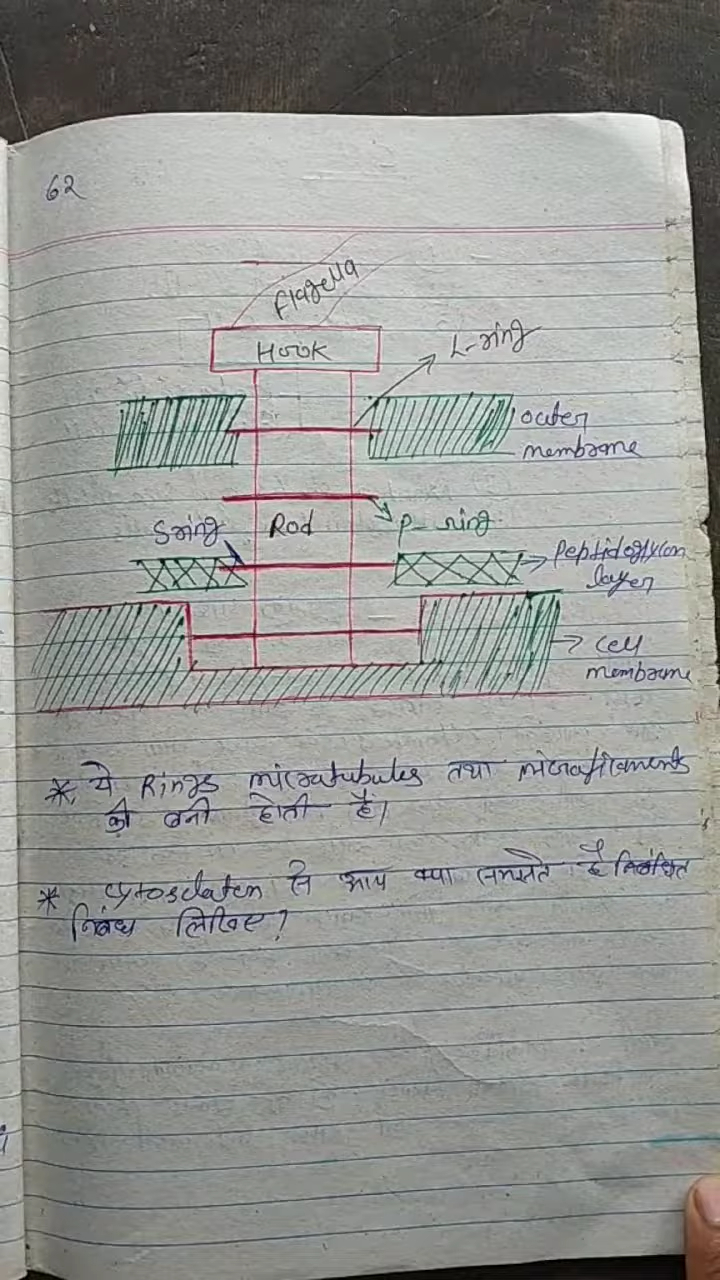 62
Flagella
Hook
L-ring
outer
membrane
S ring
Rod
P- ring
Peptidoglycan
layer
cell
membrane
* ये Rings microtubules तथा microfilaments
की बनी होती हैं।
* cytosclaten से आप क्या समझते है निबंधित
निबंध लिखिए?